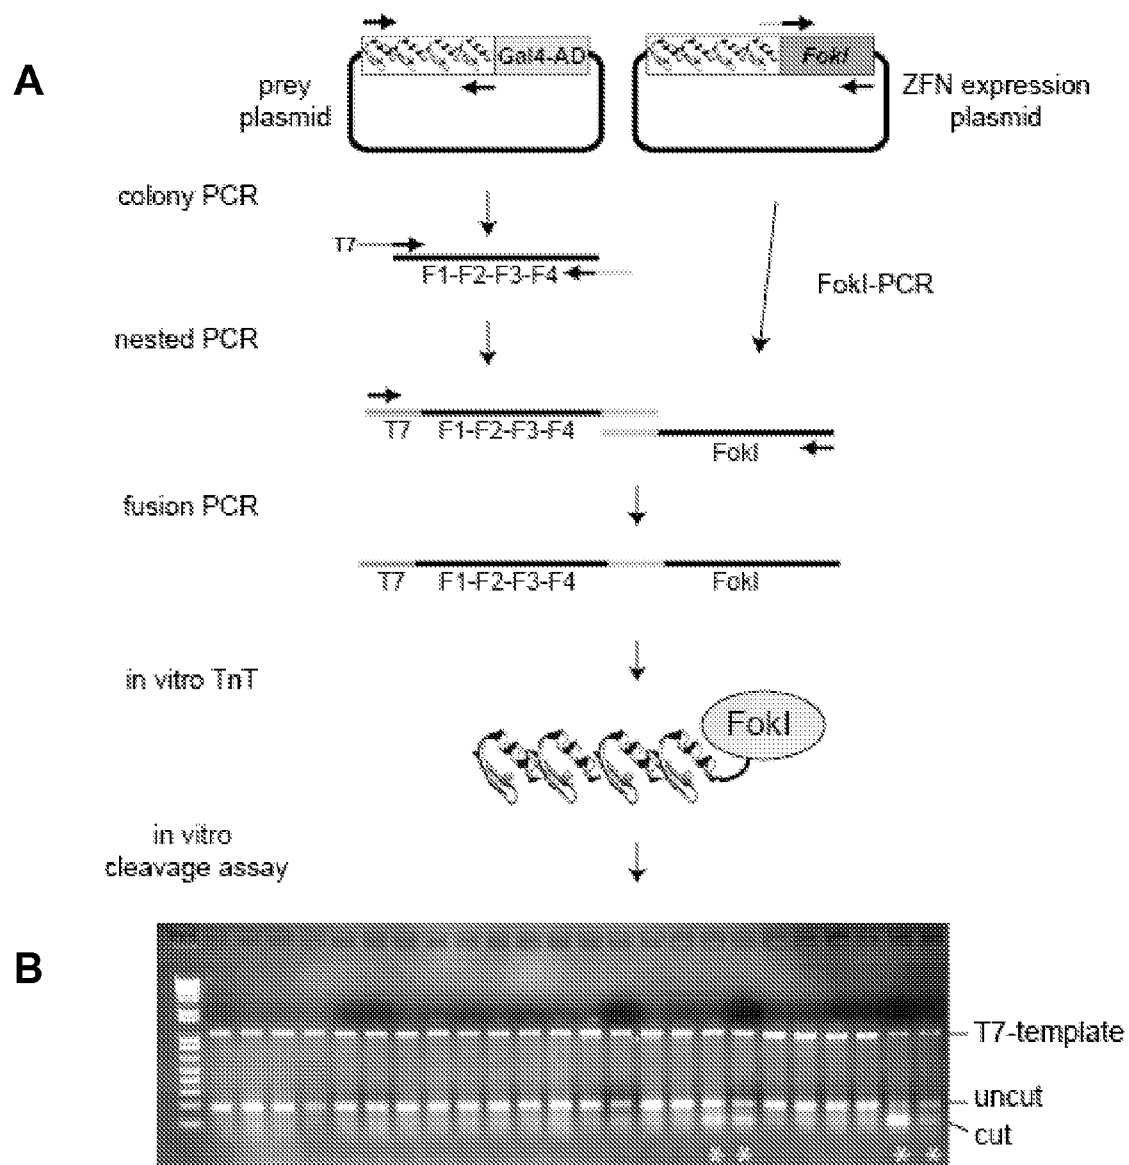 A
prey
plasmid
Gal4-AD
FokI
ZFN expression
plasmid
colony PCR
T7
F1-F2-F3-F4
FokI-PCR
nested PCR
T7
F1-F2-F3-F4
FokI
fusion PCR
T7
F1-F2-F3-F4
FokI
in vitro TnT
FokI
in vitro
cleavage assay
B
T7-template
uncut
cut
* * * *